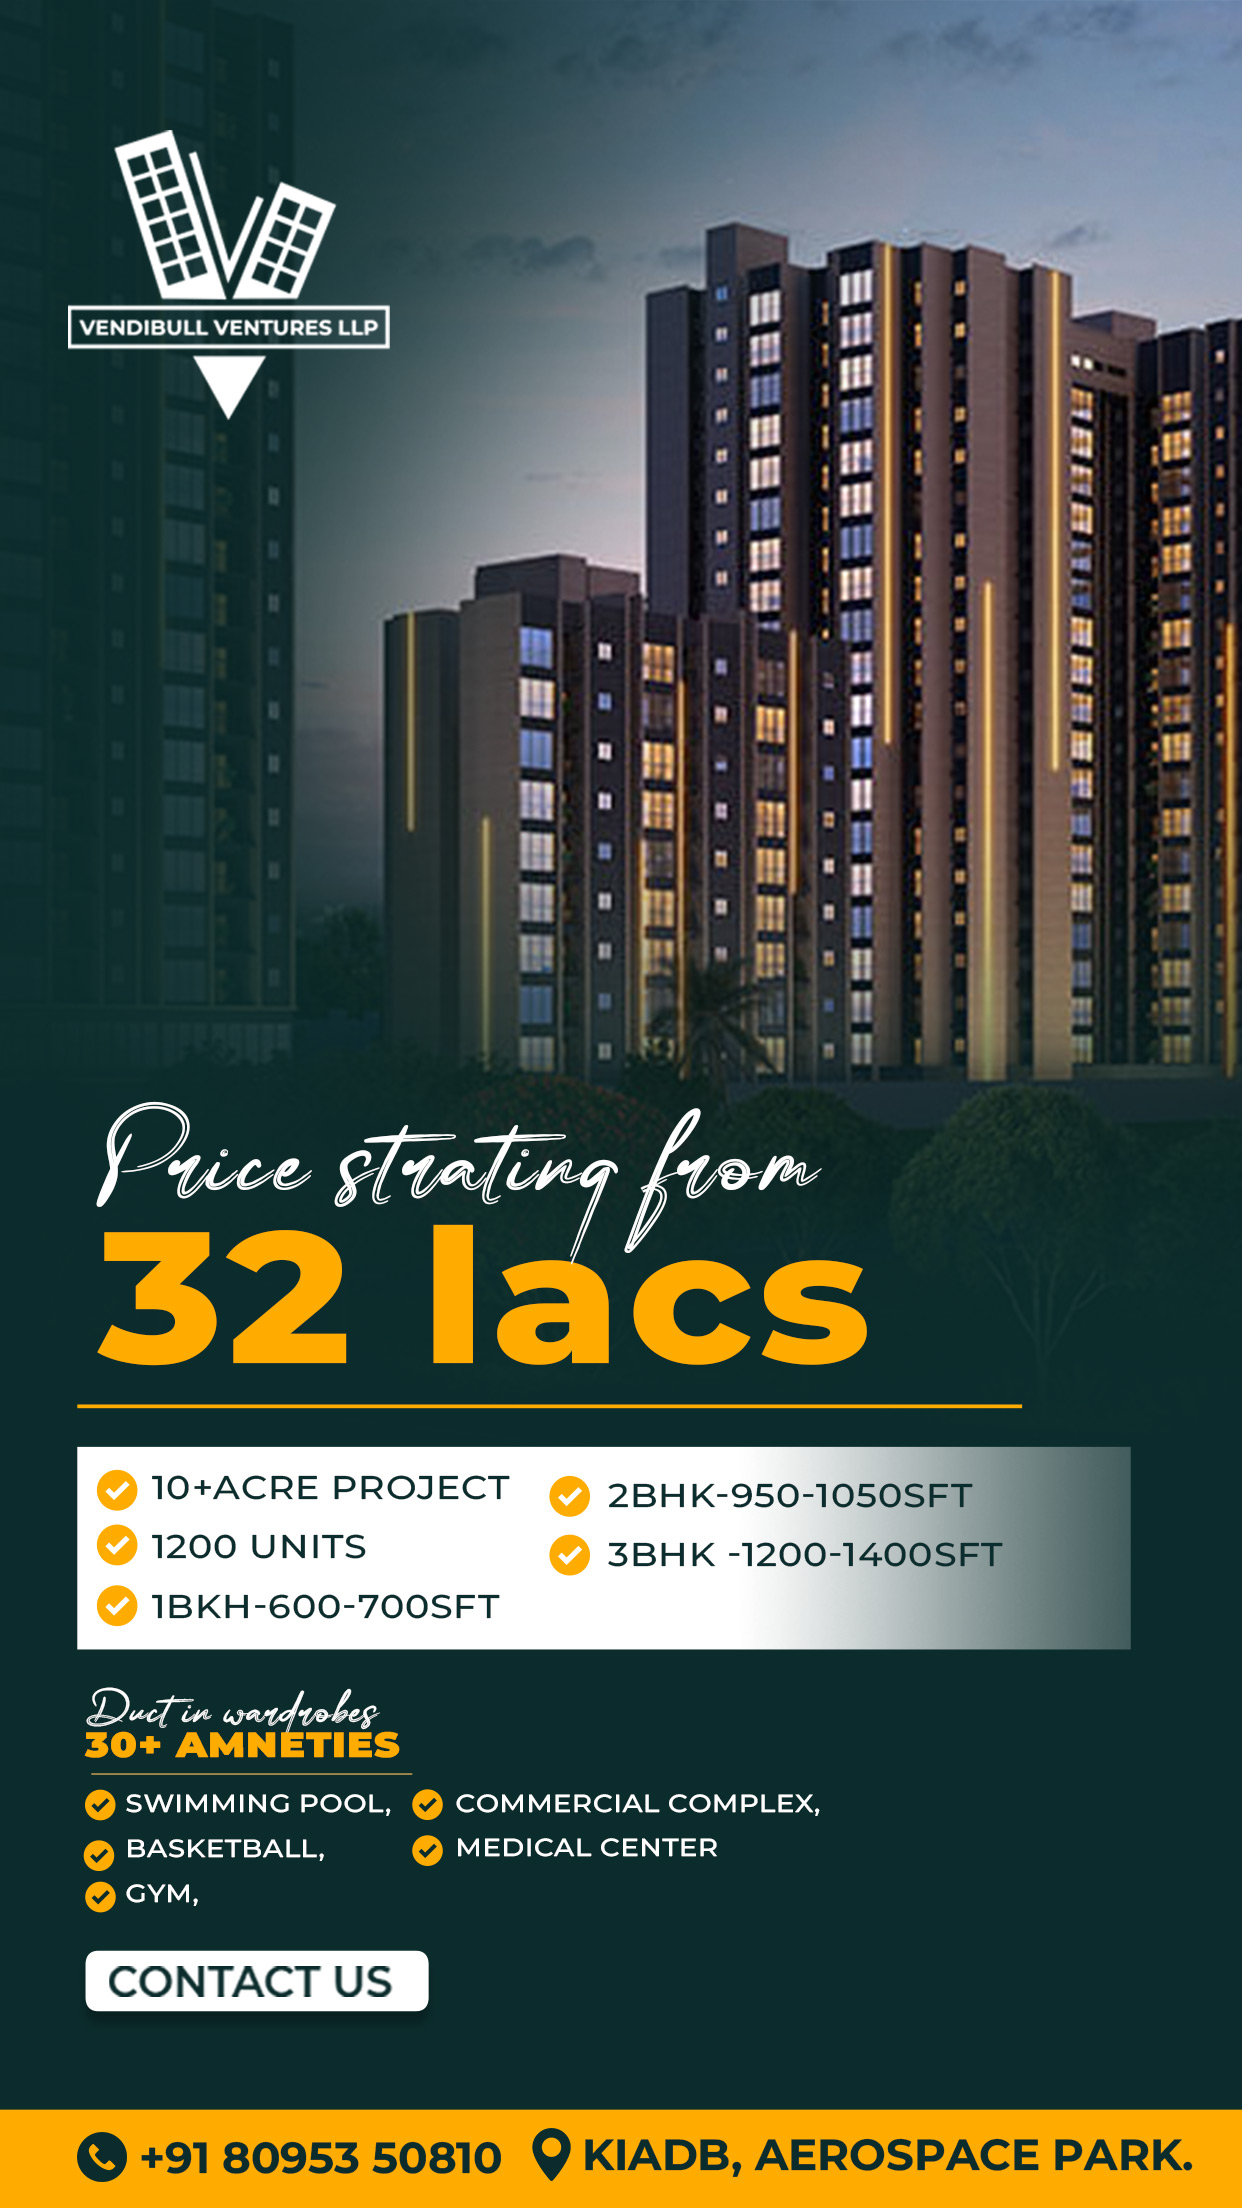 VENDIBULL VENTURES LLP
Price strating from
32 lacs
10+ACRE PROJECT
1200 UNITS
1BKH-600-700SFT
2BHK-950-1050SFT
3BHK -1200-1400SFT
Duct in wardrobes
30+ AMNETIES
SWIMMING POOL,
BASKETBALL,
GYM,
COMMERCIAL COMPLEX,
MEDICAL CENTER
CONTACT US
+91 80953 50810
KIADB, AEROSPACE PARK.